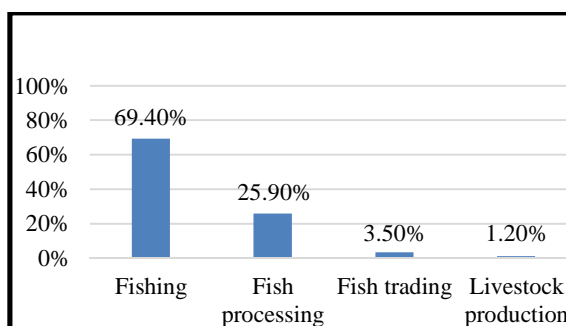 100%
80%
60%
40%
20%
0%
69.40%
25.90%
3.50%
1.20%
Fishing
Fish
processing
Fish trading
Livestock
production